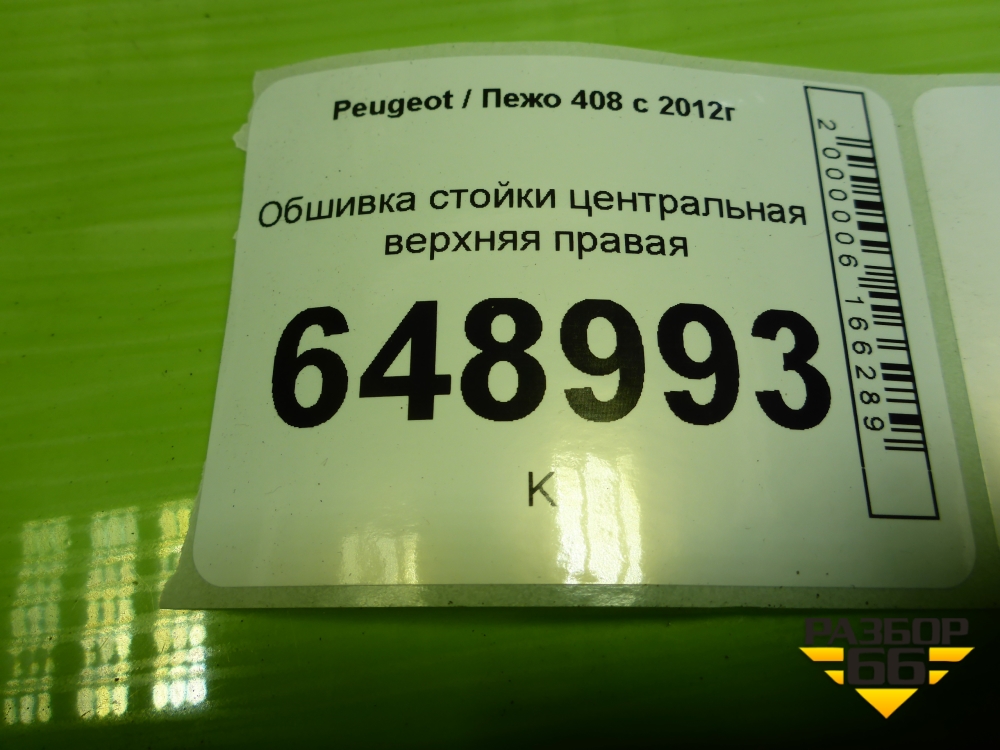 Peugeot / Пежо 408 с 2012г
Обшивка стойки центральная
верхняя правая
648993
К
2000006166289
РАЗБОР
66